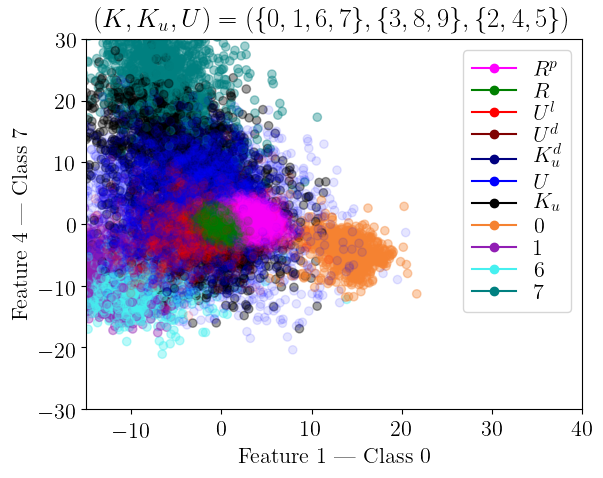 (K, K_u, U) = ({0, 1, 6, 7}, {3, 8, 9}, {2, 4, 5})
30
20
10
0
−10
−20
−30
−10
0
10
20
30
40
Feature 4 — Class 7
Feature 1 — Class 0
R^p
R
U^l
U^d
K_u^d
U
K_u
0
1
6
7